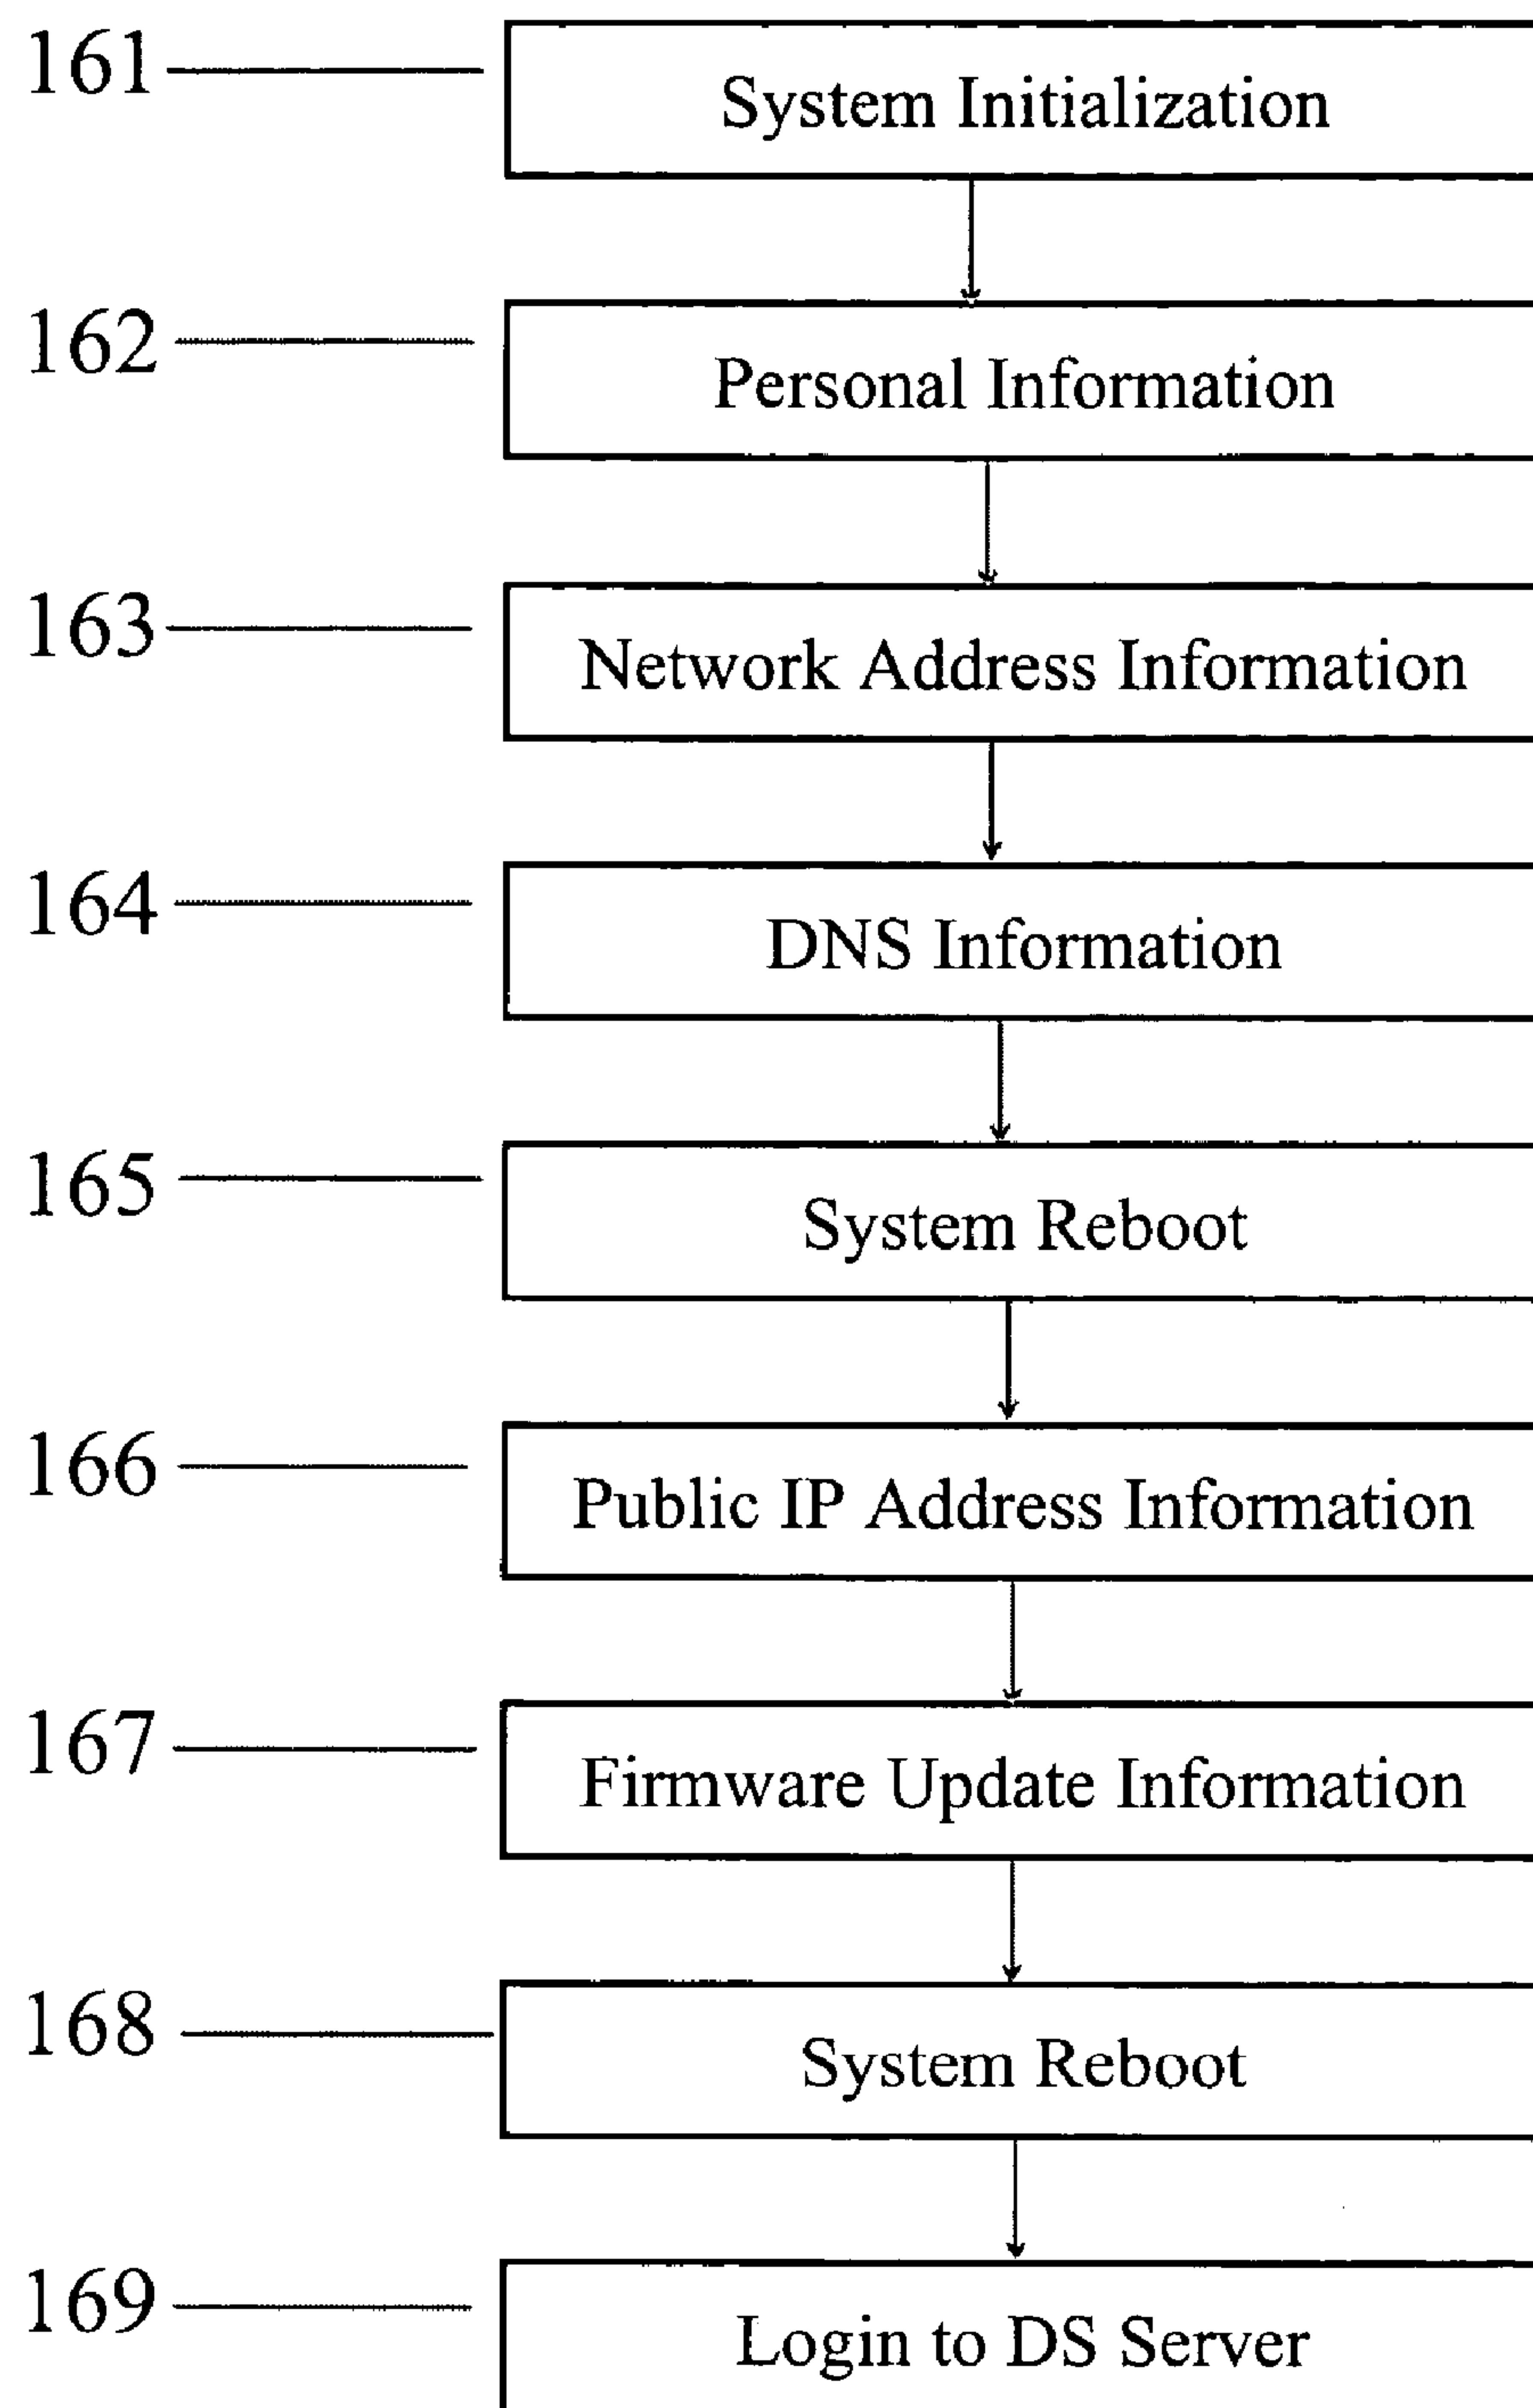 161 System Initialization
162 Personal Information
163 Network Address Information
164 DNS Information
165 System Reboot
166 Public IP Address Information
167 Firmware Update Information
168 System Reboot
169 Login to DS Server